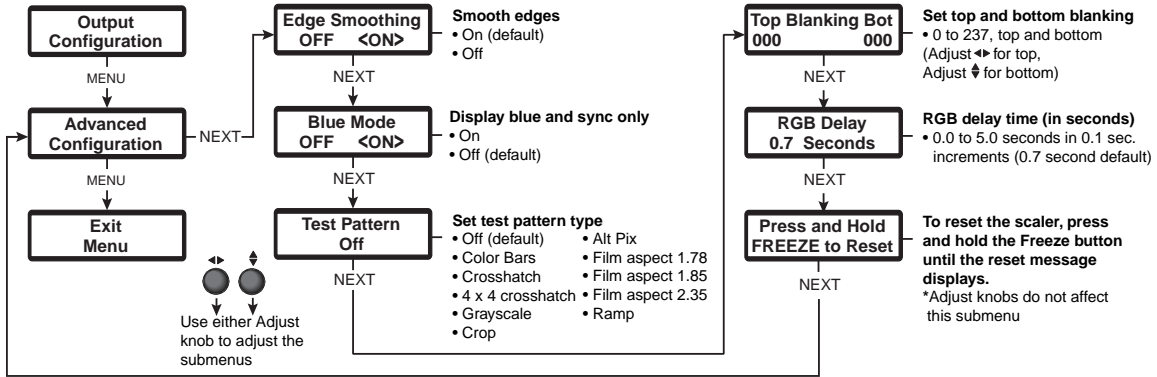 Output
Configuration
MENU
Advanced
Configuration
MENU
Exit
Menu
NEXT
Edge Smoothing
OFF <ON>
Smooth edges
• On (default)
• Off
NEXT
Blue Mode
OFF <ON>
Display blue and sync only
• On
• Off (default)
NEXT
Test Pattern
Off
Set test pattern type
• Off (default)
• Color Bars
• Crosshatch
• 4 x 4 crosshatch
• Grayscale
• Crop
• Alt Pix
• Film aspect 1.78
• Film aspect 1.85
• Film aspect 2.35
• Ramp
NEXT
Use either Adjust
knob to adjust the
submenus
Top Blanking Bot
000 000
Set top and bottom blanking
• 0 to 237, top and bottom
(Adjust ◂▸ for top,
Adjust ♦ for bottom)
NEXT
RGB Delay
0.7 Seconds
RGB delay time (in seconds)
• 0.0 to 5.0 seconds in 0.1 sec.
increments (0.7 second default)
NEXT
Press and Hold
FREEZE to Reset
To reset the scaler, press
and hold the Freeze button
until the reset message
displays.
*Adjust knobs do not affect
this submenu
NEXT